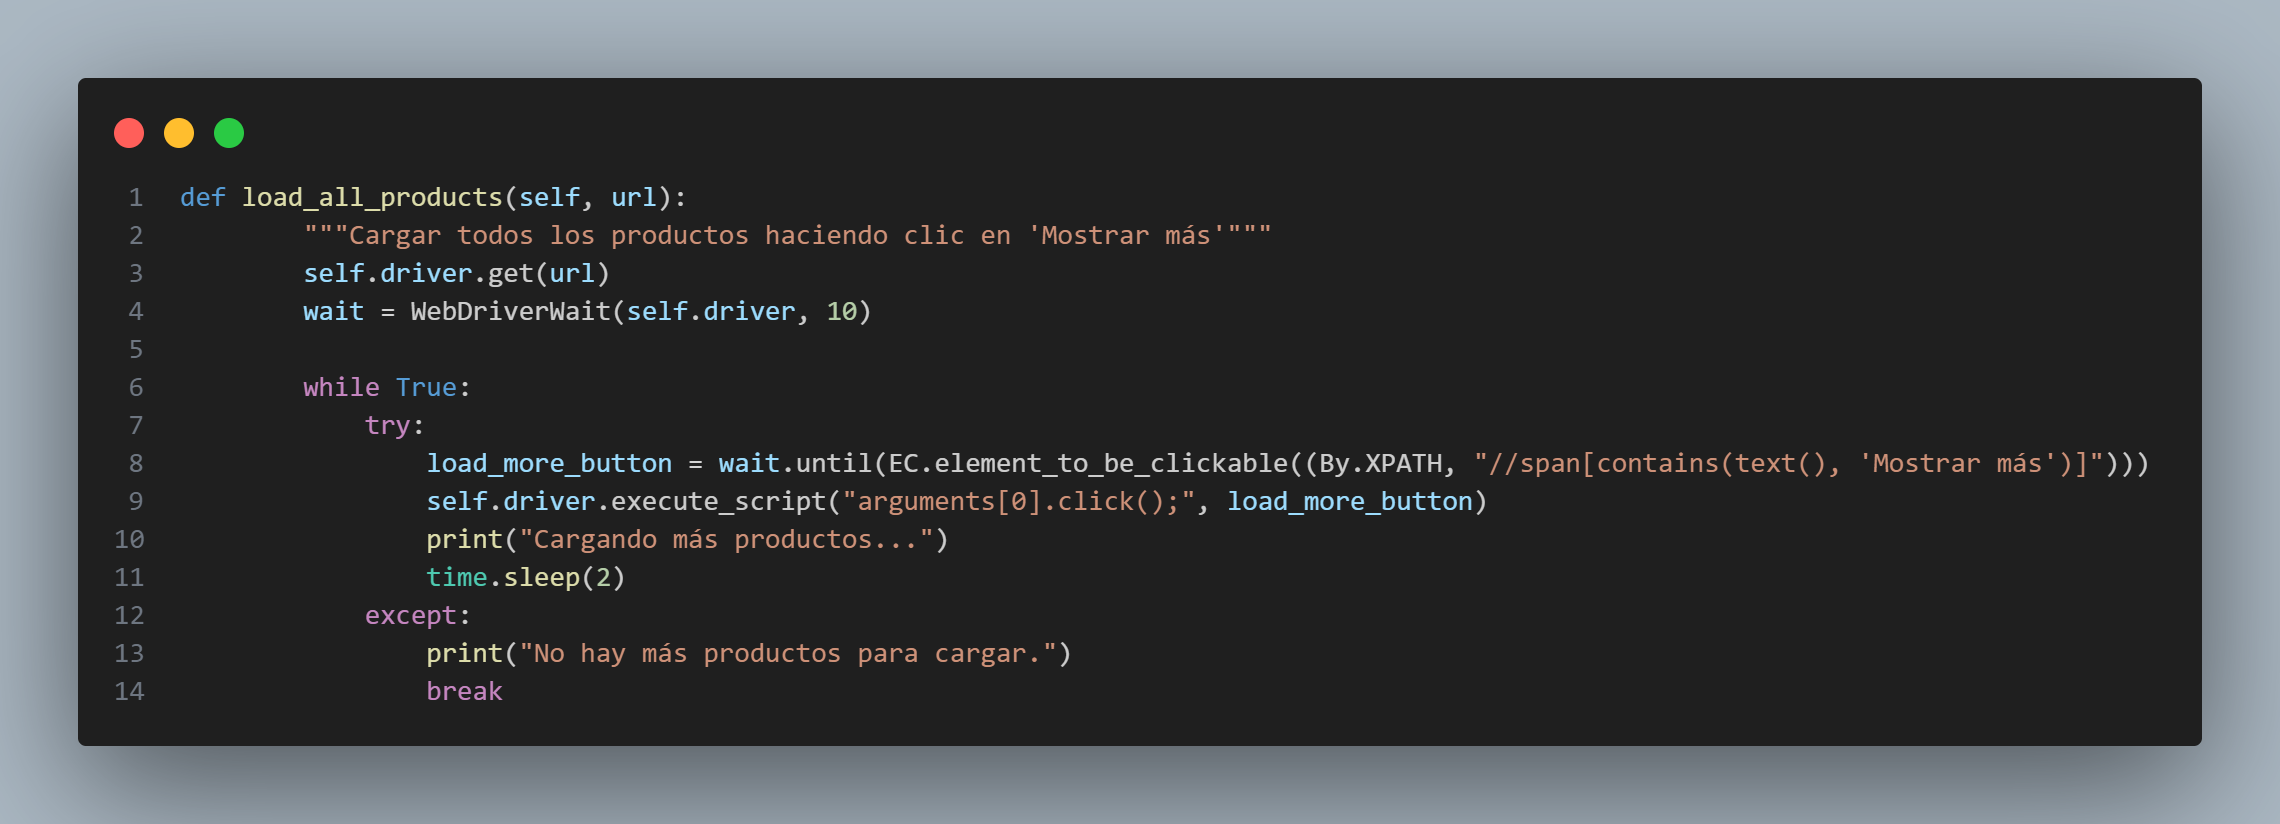 1 def load_all_products(self, url):
2         """Cargar todos los productos haciendo clic en 'Mostrar más'"""
3         self.driver.get(url)
4         wait = WebDriverWait(self.driver, 10)
5
6         while True:
7             try:
8                 load_more_button = wait.until(EC.element_to_be_clickable((By.XPATH, "//span[contains(text(), 'Mostrar más')]")))
9                 self.driver.execute_script("arguments[0].click();", load_more_button)
10                 print("Cargando más productos...")
11                 time.sleep(2)
12             except:
13                 print("No hay más productos para cargar.")
14                 break